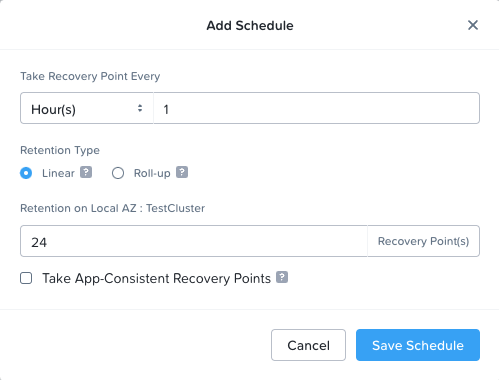 Add Schedule
Take Recovery Point Every
Hour(s) 1
Retention Type
Linear ? Roll-up ?
Retention on Local AZ : TestCluster
24 Recovery Point(s)
Take App-Consistent Recovery Points ?
Cancel Save Schedule